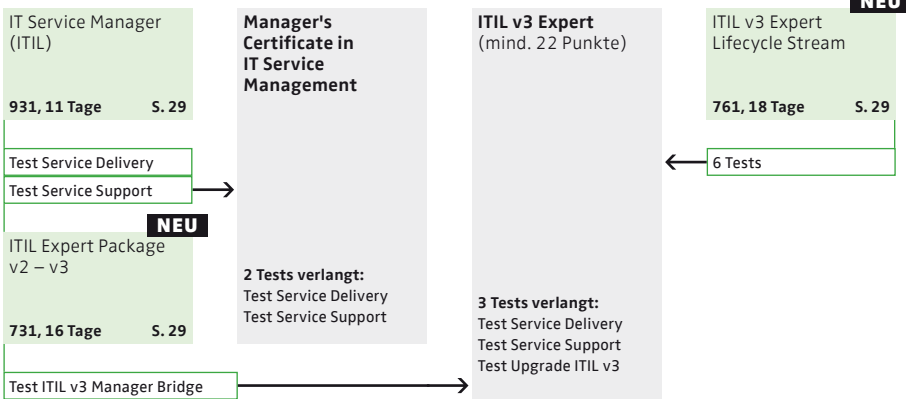 IT Service Manager
(ITIL)
931, 11 Tage S. 29
Test Service Delivery
Test Service Support
NEU
ITIL Expert Package
v2 – v3
731, 16 Tage S. 29
Test ITIL v3 Manager Bridge
Manager's
Certificate in
IT Service
Management
2 Tests verlangt:
Test Service Delivery
Test Service Support
ITIL v3 Expert
(mind. 22 Punkte)
3 Tests verlangt:
Test Service Delivery
Test Service Support
Test Upgrade ITIL v3
NEU
ITIL v3 Expert
Lifecycle Stream
761, 18 Tage S. 29
6 Tests